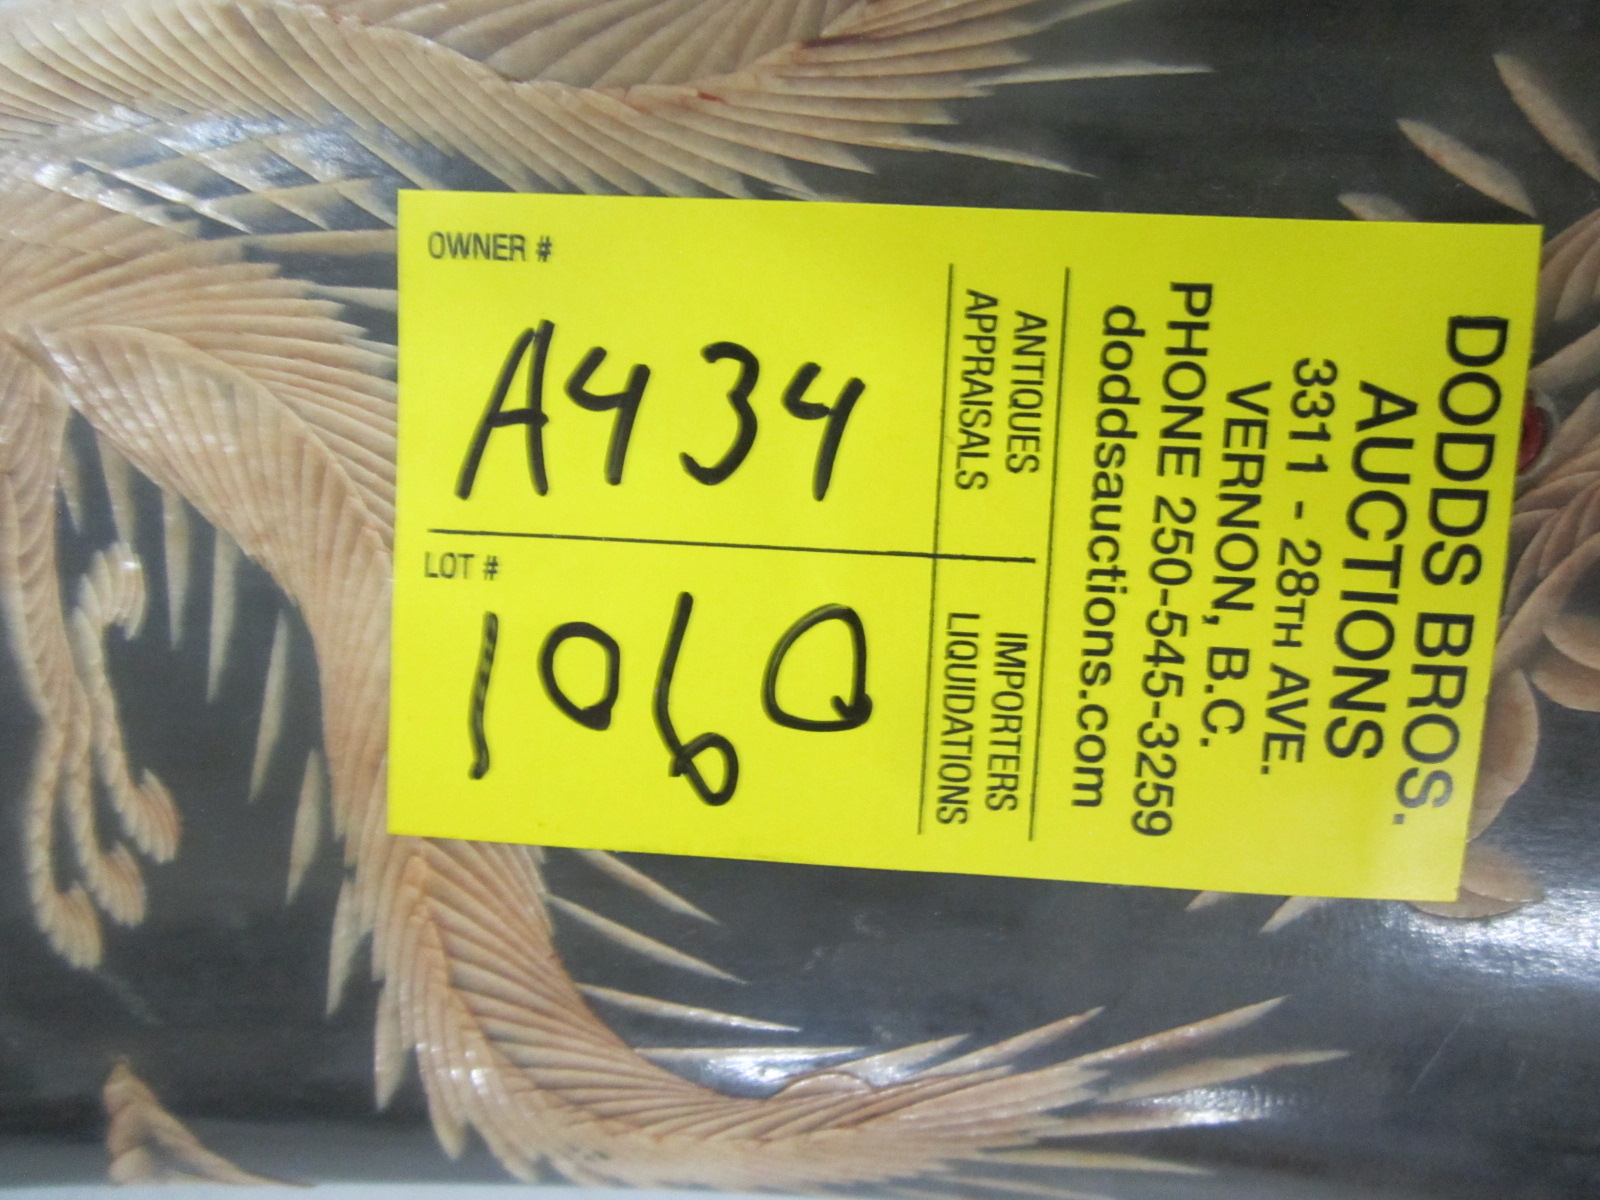 DODDS BROS.
AUCTIONS
3311 - 28TH AVE.
VERNON, B.C.
PHONE 250-545-3259
doddsauctions.com
ANTIQUES IMPORTERS
APPRAISALS LIQUIDATIONS
OWNER #
A434
LOT #
1060